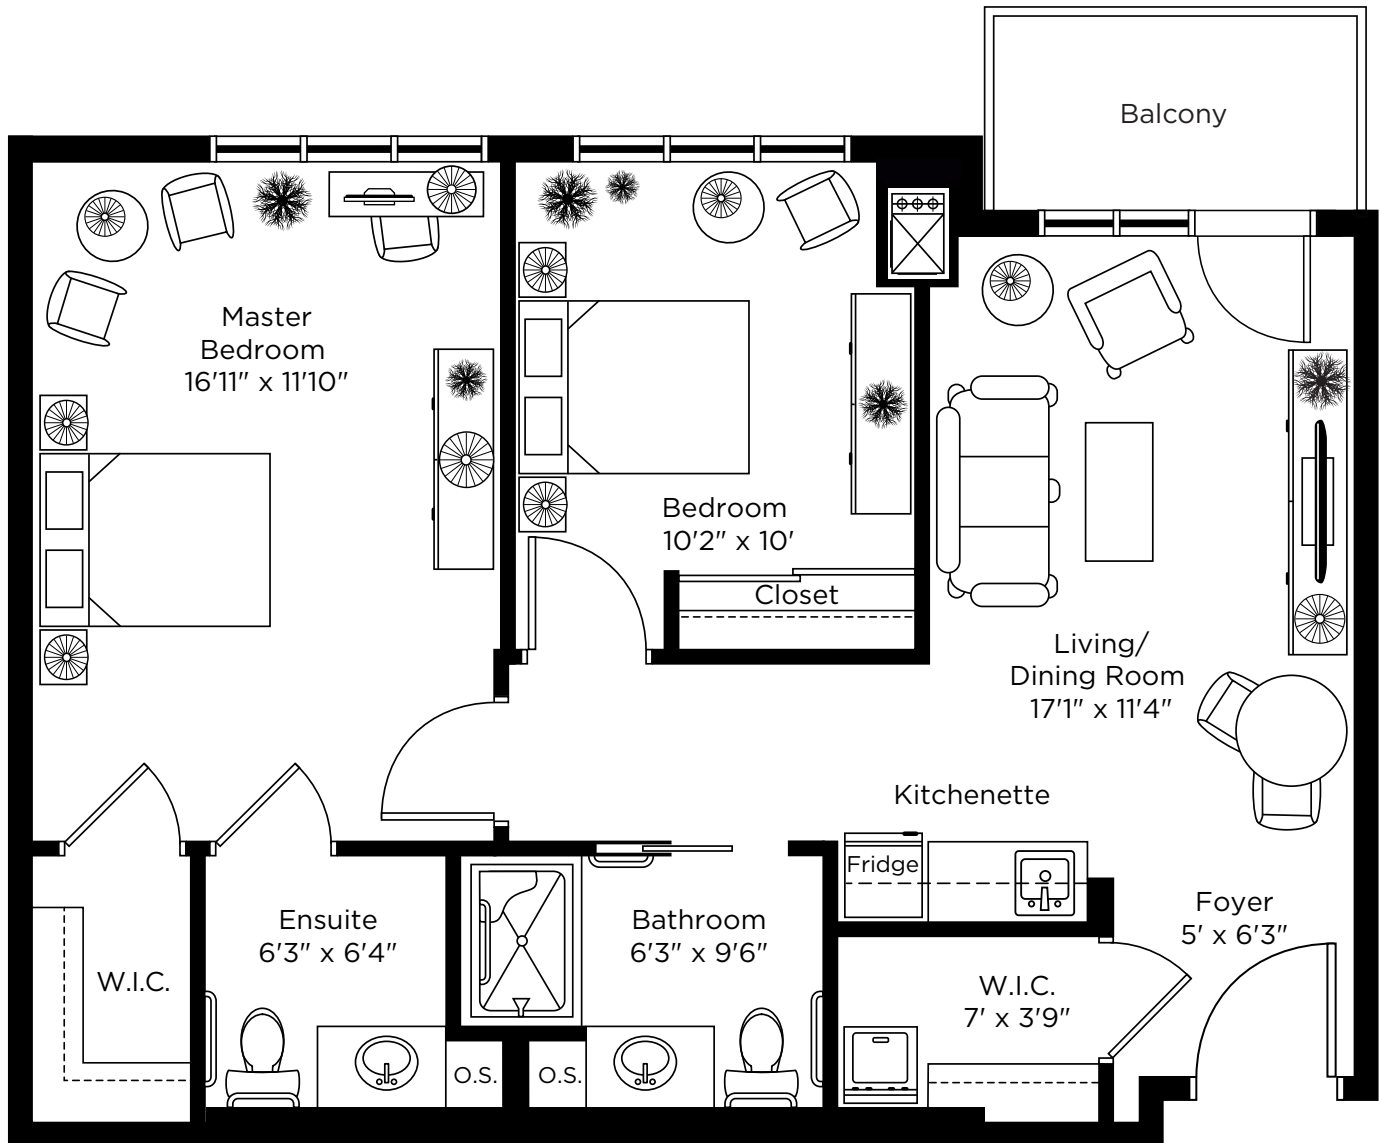 Balcony
Master
Bedroom
16'11" x 11'10"
Bedroom
10'2" x 10'
Closet
Living/
Dining Room
17'1" x 11'4"
Kitchenette
Fridge
Foyer
5' x 6'3"
Ensuite
6'3" x 6'4"
Bathroom
6'3" x 9'6"
W.I.C.
W.I.C.
7' x 3'9"
O.S.
O.S.